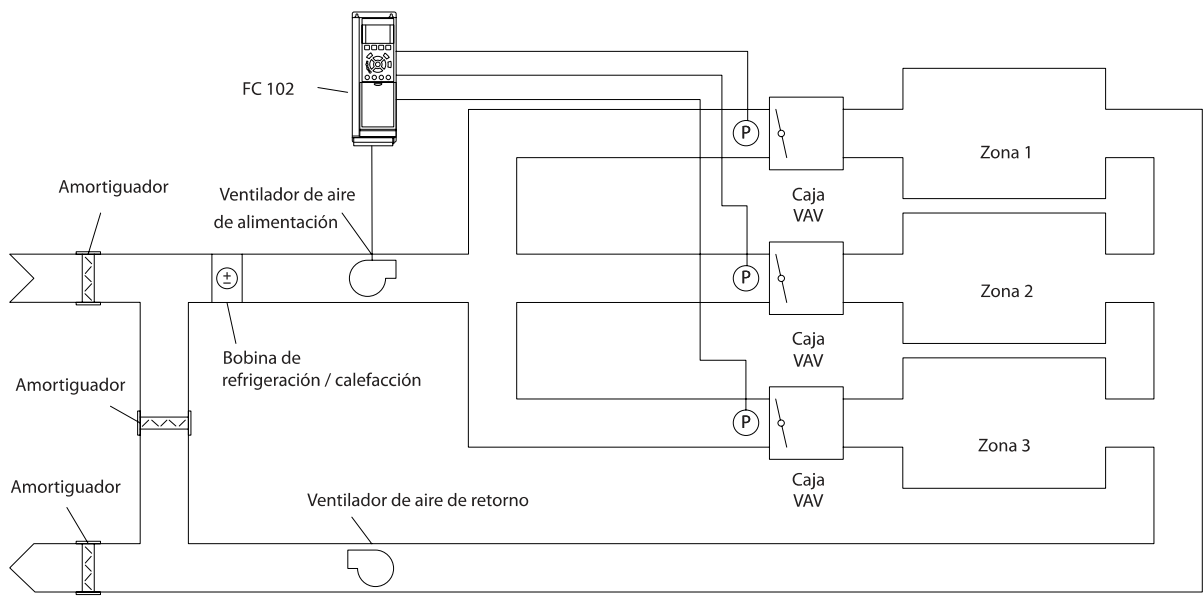 FC 102
P
Zona 1
Amortiguador
Ventilador de aire
de alimentación
Caja
VAV
±
P
Zona 2
Bobina de
refrigeración / calefacción
Caja
VAV
Amortiguador
P
Zona 3
Amortiguador
Ventilador de aire de retorno
Caja
VAV